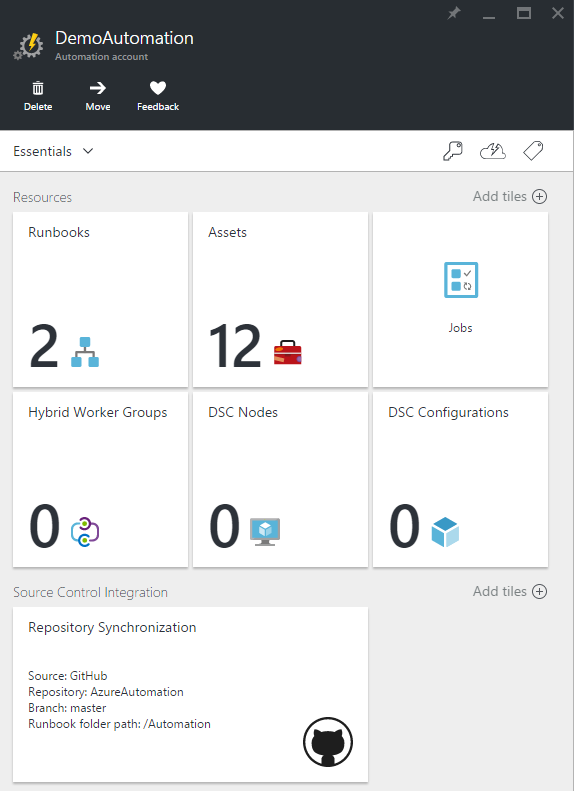 DemoAutomation
Automation account
Delete
Move
Feedback
Essentials
Resources
Add tiles
Runbooks
2
Assets
12
Jobs
Hybrid Worker Groups
0
DSC Nodes
0
DSC Configurations
0
Source Control Integration
Add tiles
Repository Synchronization
Source: GitHub
Repository: AzureAutomation
Branch: master
Runbook folder path: /Automation